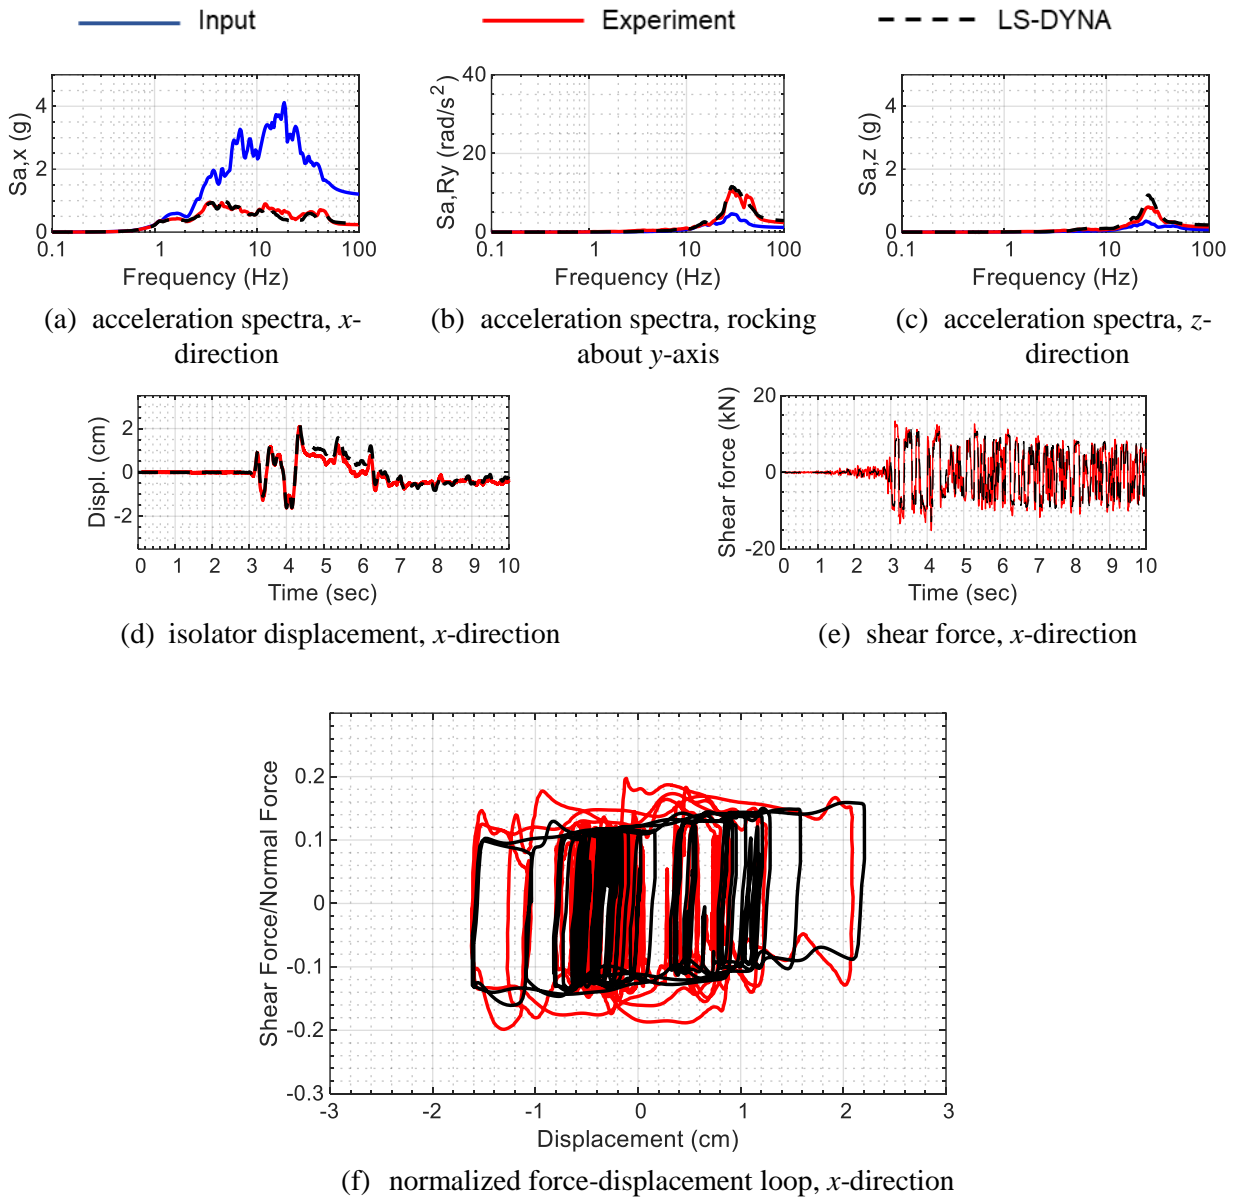 Input Experiment LS-DYNA
Sa,x (g)
4
2
0
0.1 1 10 100
Frequency (Hz)
(a) acceleration spectra, x-
direction
Sa,Ry (rad/s²)
40
20
0
0.1 1 10 100
Frequency (Hz)
(b) acceleration spectra, rocking
about y-axis
Sa,z (g)
4
2
0
0.1 1 10 100
Frequency (Hz)
(c) acceleration spectra, z-
direction
Displ. (cm)
2
0
-2
0 1 2 3 4 5 6 7 8 9 10
Time (sec)
(d) isolator displacement, x-direction
Shear force (kN)
20
0
-20
0 1 2 3 4 5 6 7 8 9 10
Time (sec)
(e) shear force, x-direction
Shear Force/Normal Force
0.2
0.1
0
-0.1
-0.2
-0.3
-3 -2 -1 0 1 2 3
Displacement (cm)
(f) normalized force-displacement loop, x-direction